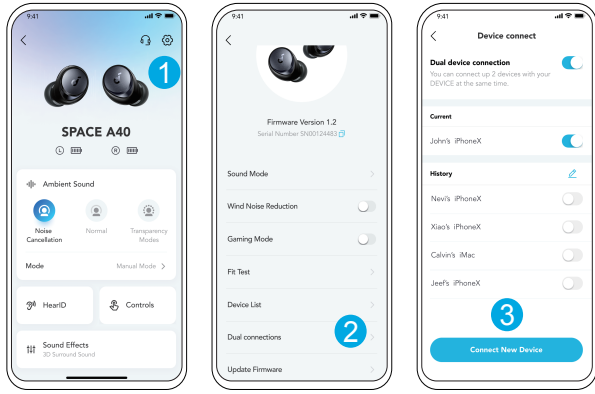 9:41
1
SPACE A40
L
R
Ambient Sound
Noise
Cancellation
Normal
Transparency
Modes
Mode
Manual Mode >
HearID
Controls
Sound Effects
3D Surround Sound
9:41
Firmware Version 1.2
Serial Number SN00124483
Sound Mode
Wind Noise Reduction
Gaming Mode
Fit Test
Device List
Dual connections
2
Update Firmware
9:41
Device connect
Dual device connection
You can connect up 2 devices with your
DEVICE at the same time.
Current
John's iPhoneX
History
Nevi's iPhoneX
Xiao's iPhoneX
Calvin's iMac
Jeef's iPhoneX
3
Connect New Device